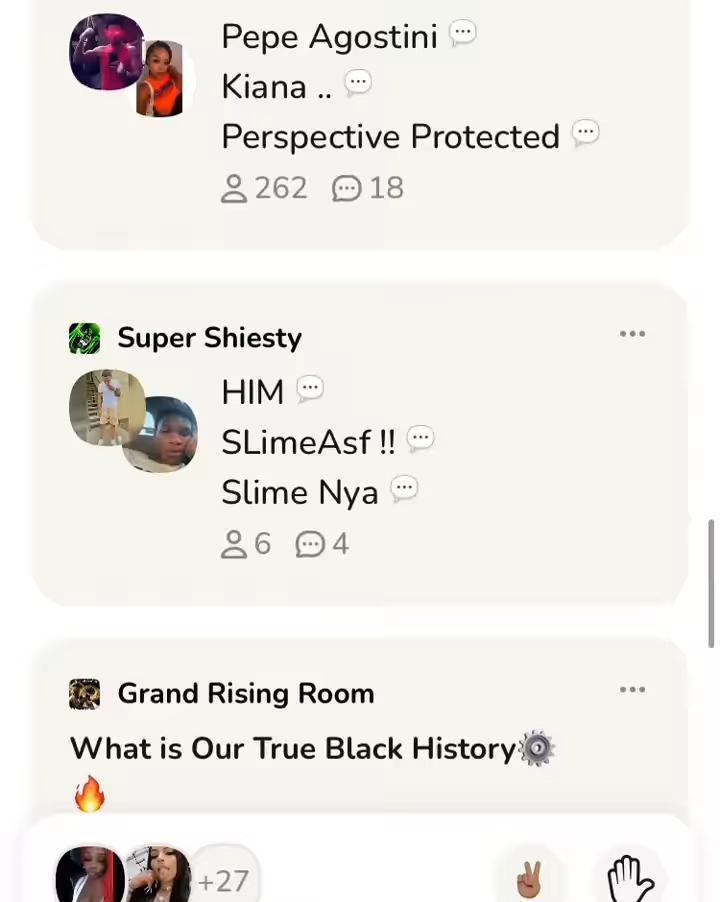 Pepe Agostini 💬
Kiana .. 💬
Perspective Protected 💬
262 18
Super Shiesty
HIM 💬
SLimeAsf !! 💬
Slime Nya 💬
6 4
Grand Rising Room
What is Our True Black History⚙️
🔥
+27